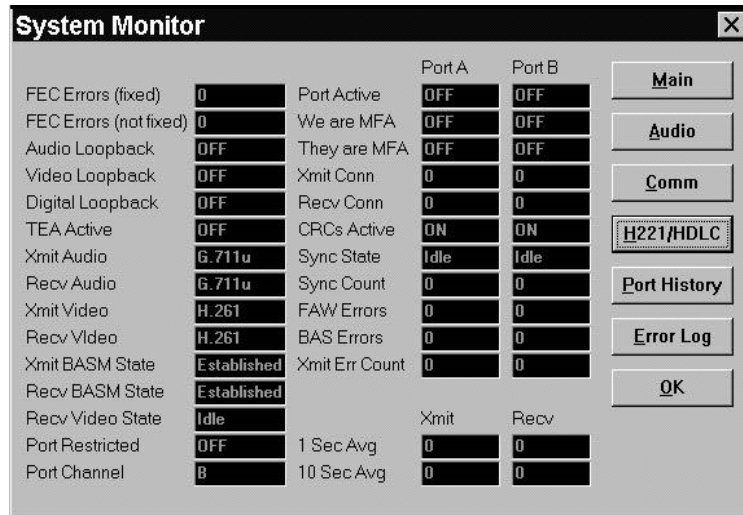 System Monitor
Port A Port B
FEC Errors (fixed) 0 Port Active OFF OFF Main
FEC Errors (not fixed) 0 We are MFA OFF OFF
Audio Loopback OFF They are MFA OFF OFF Audio
Video Loopback OFF Xmit Conn 0 0
Digital Loopback OFF Recv Conn 0 0 Comm
TEA Active OFF CRCs Active ON ON H221/HDLC
Xmit Audio G.711u Sync State Idle Idle
Recv Audio G.711u Sync Count 0 0 Port History
Xmit Video H.261 FAW Errors 0 0
Recv VIdeo H.261 BAS Errors 0 0 Error Log
Xmit BASM State Established Xmit Err Count 0 0
Recv BASM State Established OK
Recv Video State Idle Xmit Recv
Port Restricted OFF 1 Sec Avg 0 0
Port Channel B 10 Sec Avg 0 0